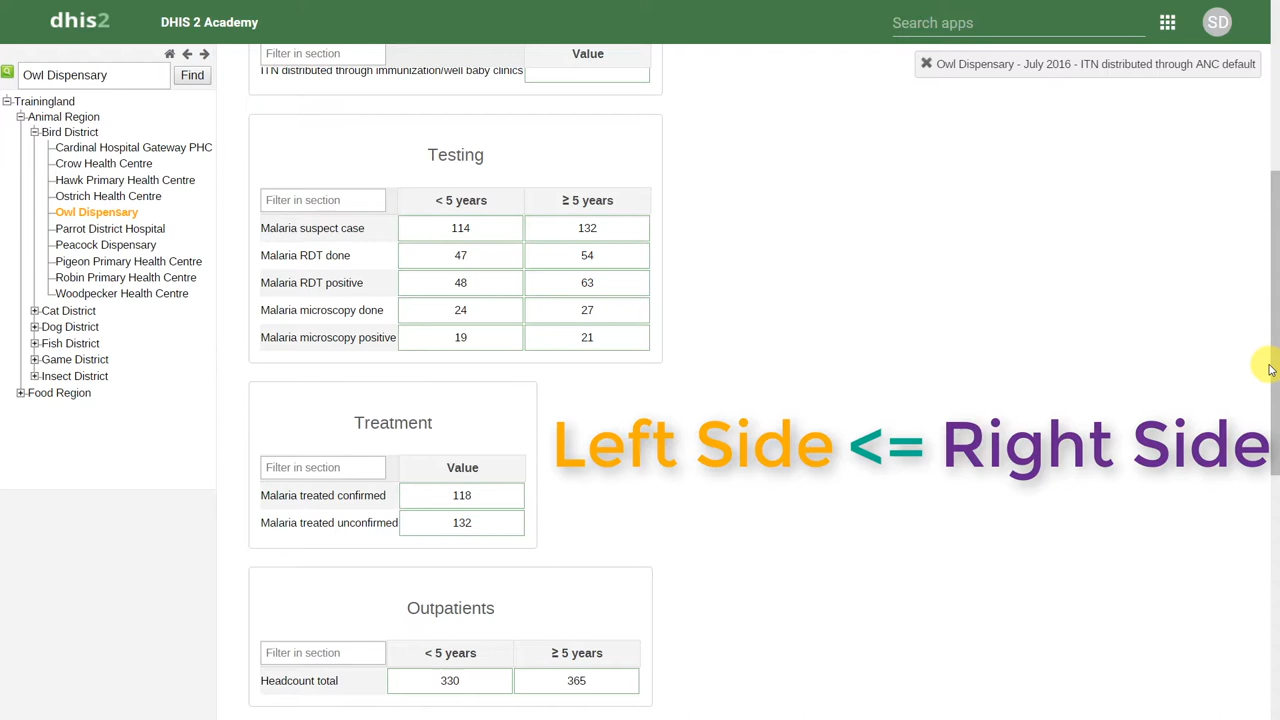 dhis2
DHIS 2 Academy
Search apps
SD
Owl Dispensary
Find
Trainingland
Animal Region
Bird District
Cardinal Hospital Gateway PHC
Crow Health Centre
Hawk Primary Health Centre
Ostrich Health Centre
Owl Dispensary
Parrot District Hospital
Peacock Dispensary
Pigeon Primary Health Centre
Robin Primary Health Centre
Woodpecker Health Centre
Cat District
Dog District
Fish District
Game District
Insect District
Food Region
Owl Dispensary - July 2016 - ITN distributed through ANC default
Filter in section Value
ITN distributed through immunization/well baby clinics
Testing
Filter in section < 5 years ≥ 5 years
Malaria suspect case 114 132
Malaria RDT done 47 54
Malaria RDT positive 48 63
Malaria microscopy done 24 27
Malaria microscopy positive 19 21
Treatment
Filter in section Value
Malaria treated confirmed 118
Malaria treated unconfirmed 132
Left Side <= Right Side
Outpatients
Filter in section < 5 years ≥ 5 years
Headcount total 330 365